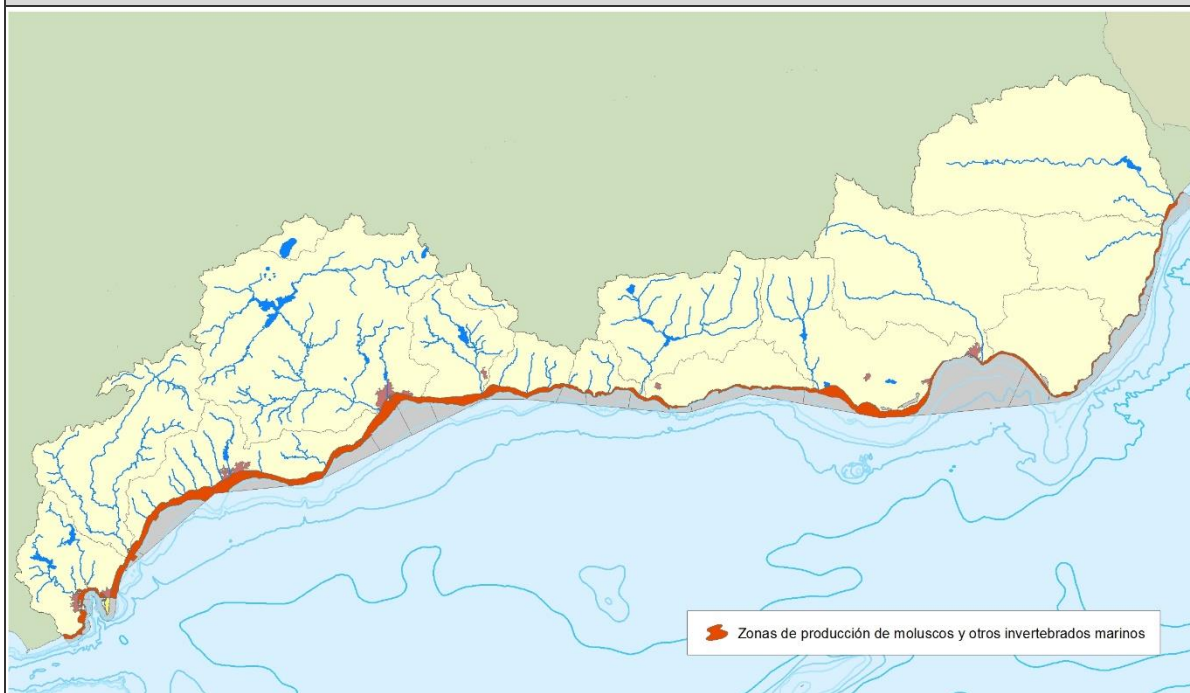 Zonas de producción de moluscos y otros invertebrados marinos